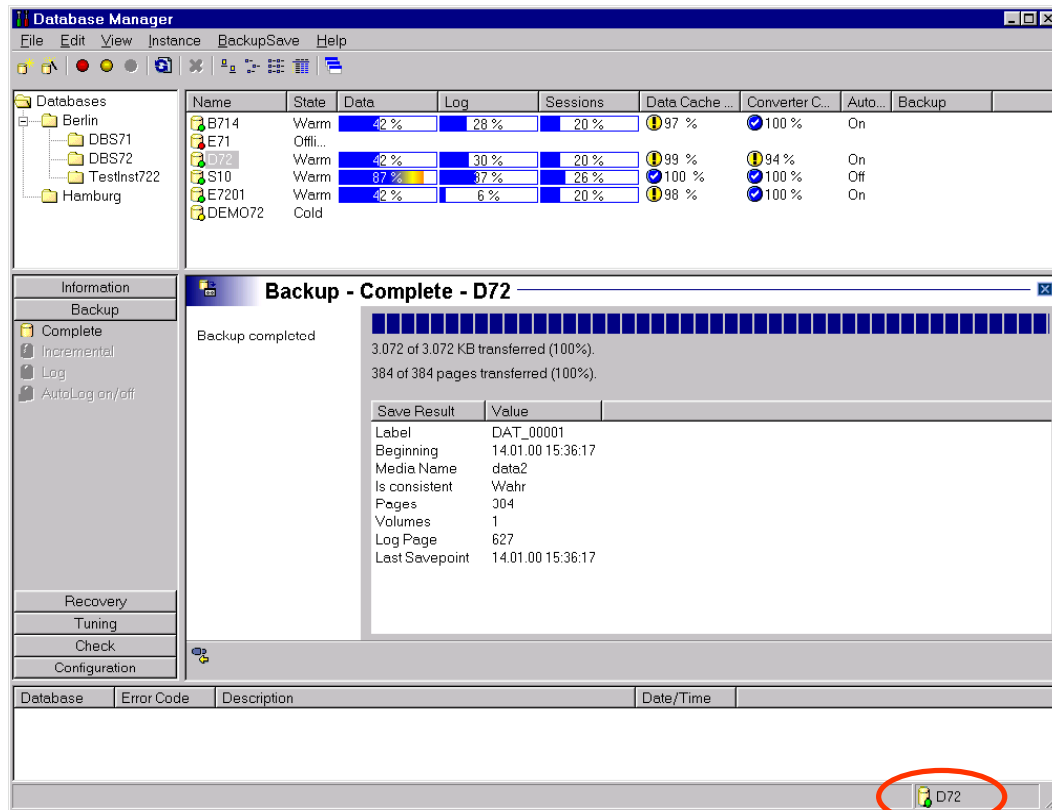 Database Manager
File Edit View Instance BackupSave Help
Databases
Berlin
DBS71
DBS72
TestInst722
Hamburg
Name State Data Log Sessions Data Cache ... Converter C... Auto... Backup
B714 Warm 42 % 28 % 20 % 97 % 100 % On
E71 Offli...
D72 Warm 42 % 30 % 20 % 99 % 94 % On
S10 Warm 87 % 37 % 26 % 100 % 100 % Off
E7201 Warm 42 % 6 % 20 % 98 % 100 % On
DEMO72 Cold
Information
Backup
Complete
Incremental
Log
AutoLog on/off
Recovery
Tuning
Check
Configuration
Backup - Complete - D72
Backup completed
3.072 of 3.072 KB transferred (100%).
384 of 384 pages transferred (100%).
Save Result Value
Label DAT_00001
Beginning 14.01.00 15:36:17
Media Name data2
Is consistent Wahr
Pages 304
Volumes 1
Log Page 627
Last Savepoint 14.01.00 15:36:17
Database Error Code Description Date/Time
D72